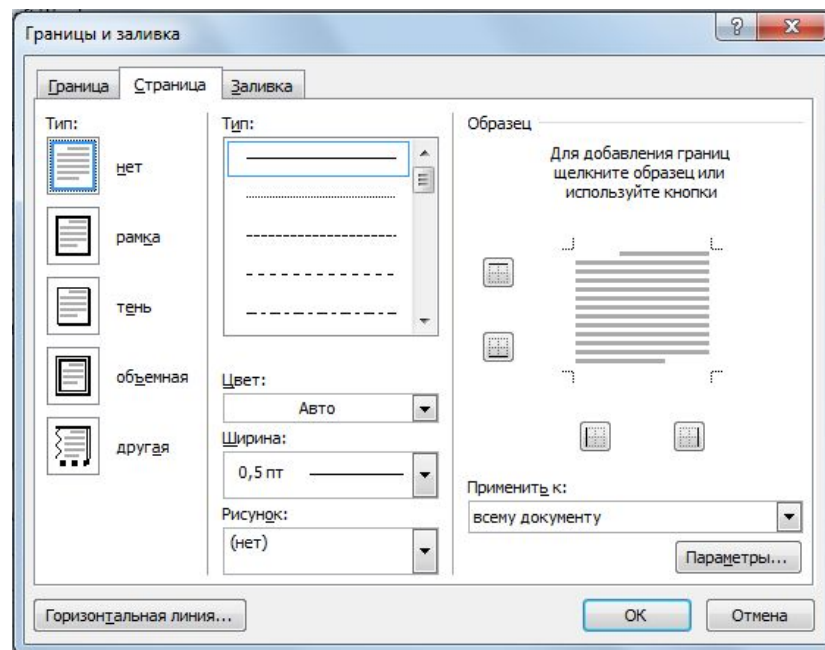 Границы и заливка
Граница
Страница
Заливка
Тип:
нет
рамка
тень
объемная
другая
Тип:
Цвет:
Авто
Ширина:
0,5 пт
Рисунок:
(нет)
Образец
Для добавления границ
щелкните образец или
используйте кнопки
Применить к:
всему документу
Параметры...
Горизонтальная линия...
ОК
Отмена